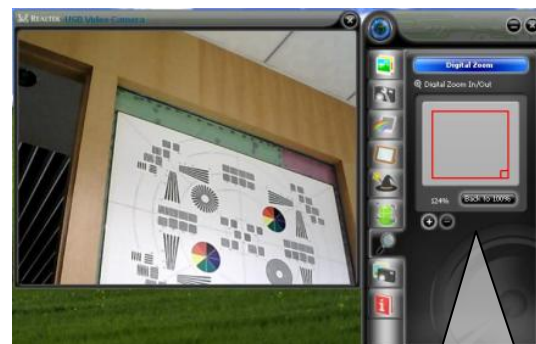 REALTEK USB Video Camera
Digital Zoom
Digital Zoom In/Out
124%
Back To 100%